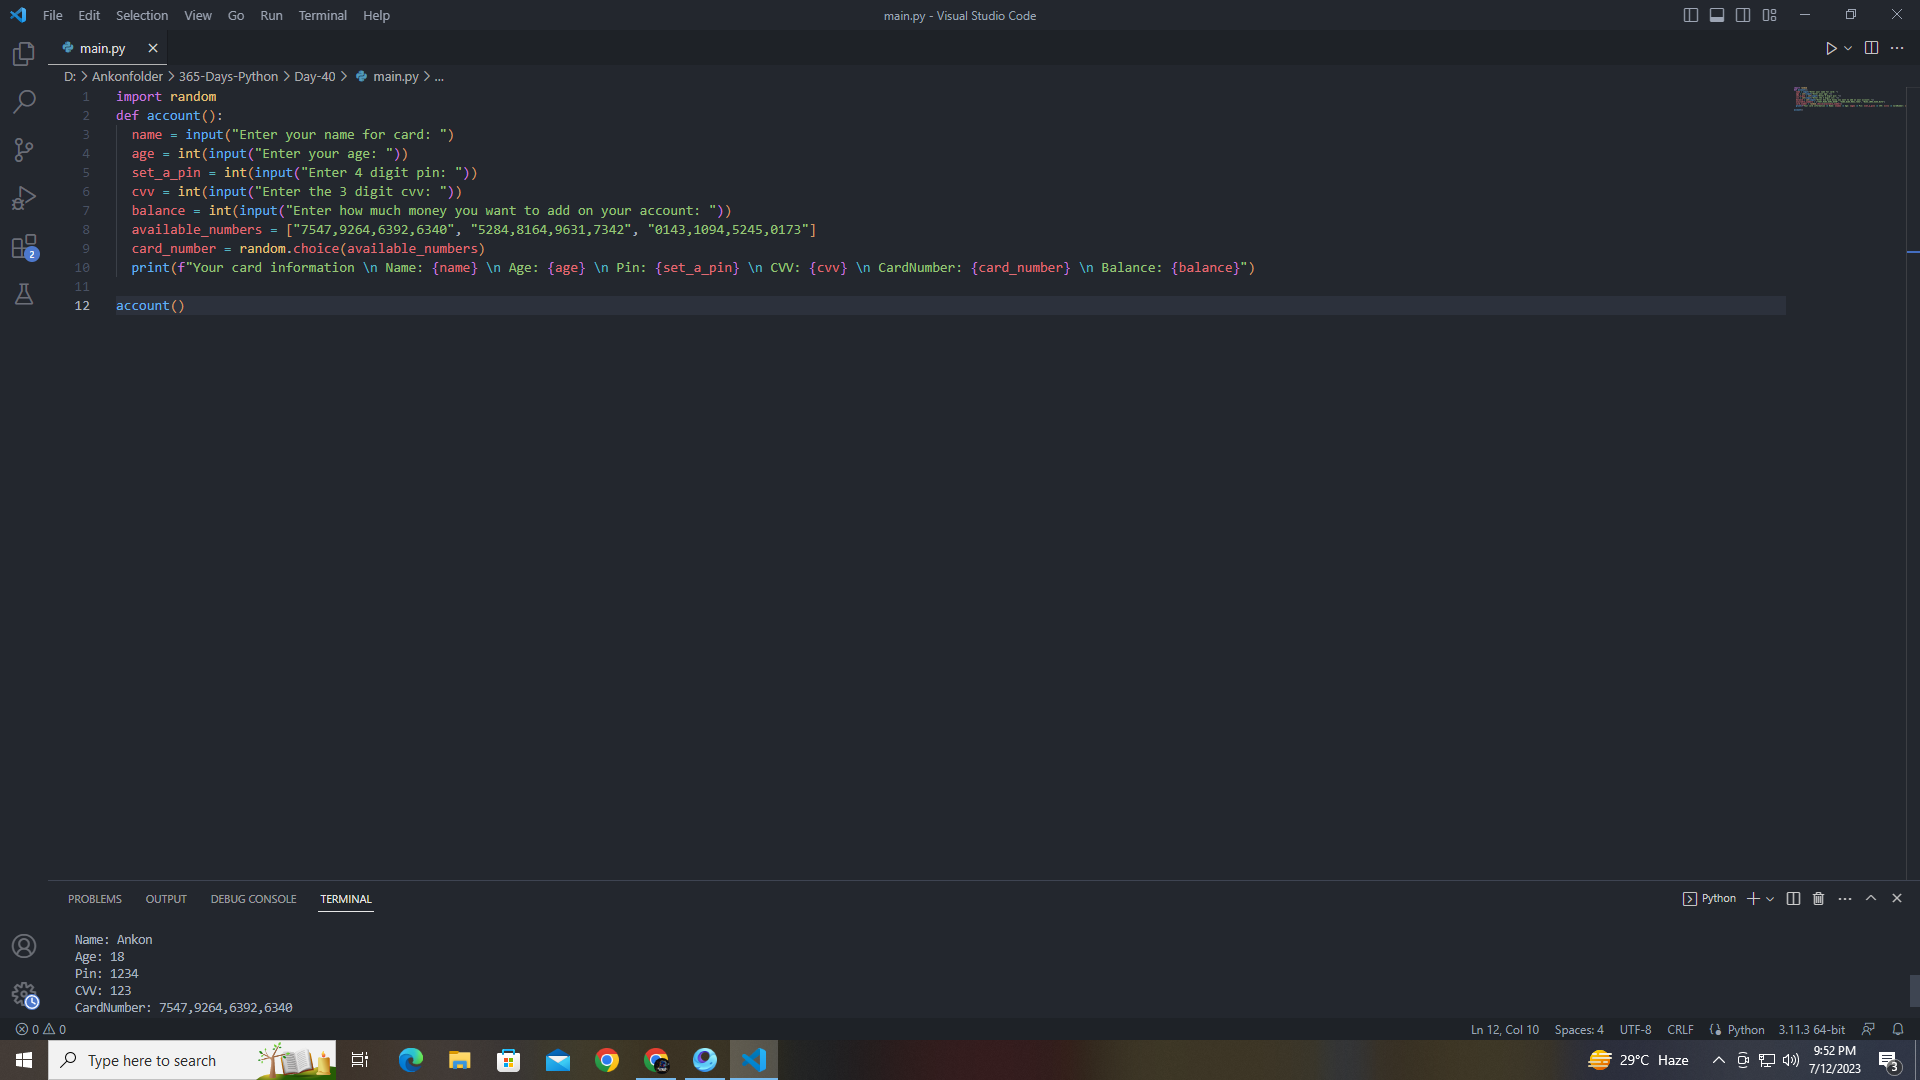 File Edit Selection View Go Run Terminal Help main.py - Visual Studio Code
main.py
D: > Ankonfolder > 365-Days-Python > Day-40 > main.py > ...
1 import random
2 def account():
3 name = input("Enter your name for card: ")
4 age = int(input("Enter your age: "))
5 set_a_pin = int(input("Enter 4 digit pin: "))
6 cvv = int(input("Enter the 3 digit cvv: "))
7 balance = int(input("Enter how much money you want to add on your account: "))
8 available_numbers = ["7547,9264,6392,6340", "5284,8164,9631,7342", "0143,1094,5245,0173"]
9 card_number = random.choice(available_numbers)
10 print(f"Your card information \n Name: {name} \n Age: {age} \n Pin: {set_a_pin} \n CVV: {cvv} \n CardNumber: {card_number} \n Balance: {balance}")
11
12 account()
2
PROBLEMS OUTPUT DEBUG CONSOLE TERMINAL Python
Name: Ankon
Age: 18
Pin: 1234
CVV: 123
CardNumber: 7547,9264,6392,6340
0 0 Ln 12, Col 10 Spaces: 4 UTF-8 CRLF Python 3.11.3 64-bit
Type here to search 29°C Haze 9:52 PM
7/12/2023 3